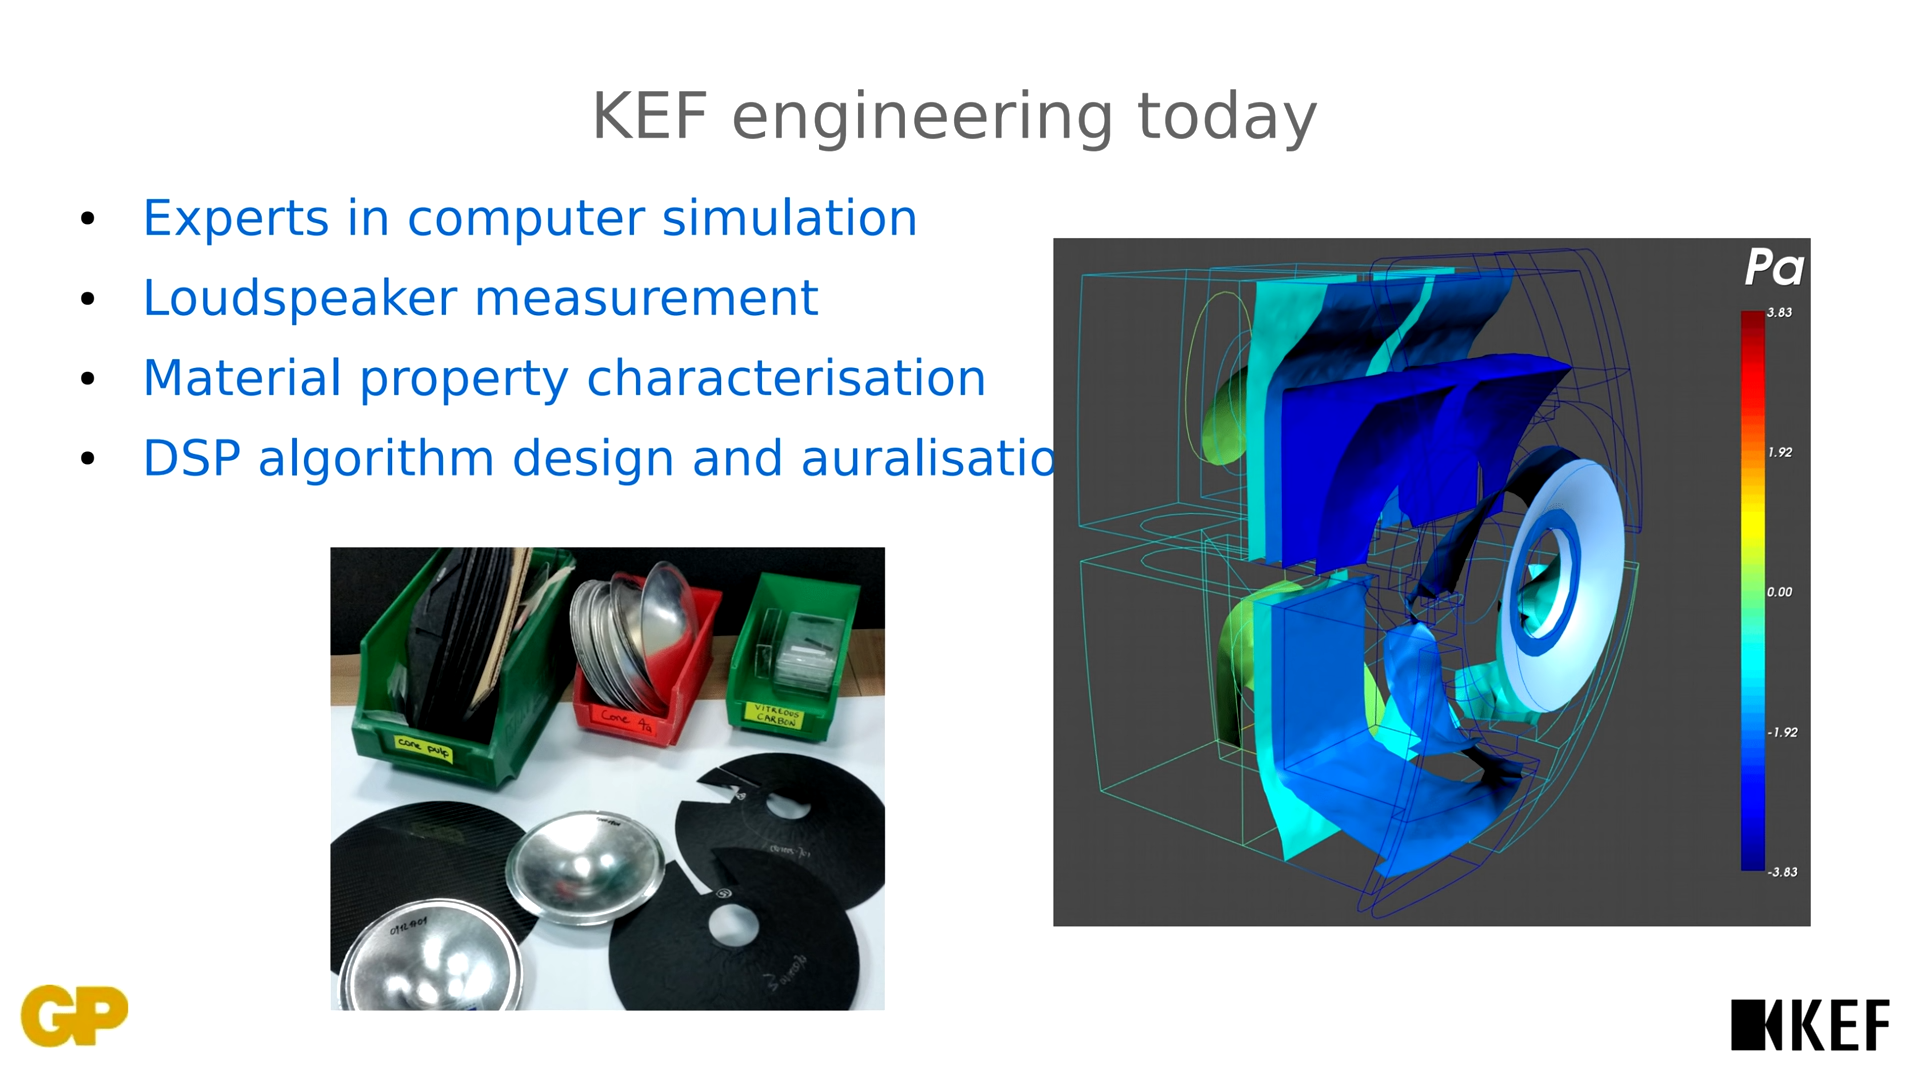 KEF engineering today
• Experts in computer simulation
• Loudspeaker measurement
• Material property characterisation
• DSP algorithm design and auralisatio
Pa
3.83
1.92
0.00
-1.92
-3.83
cone pulp
Cone 4a
VITREOUS
CARBON
GP
KEF